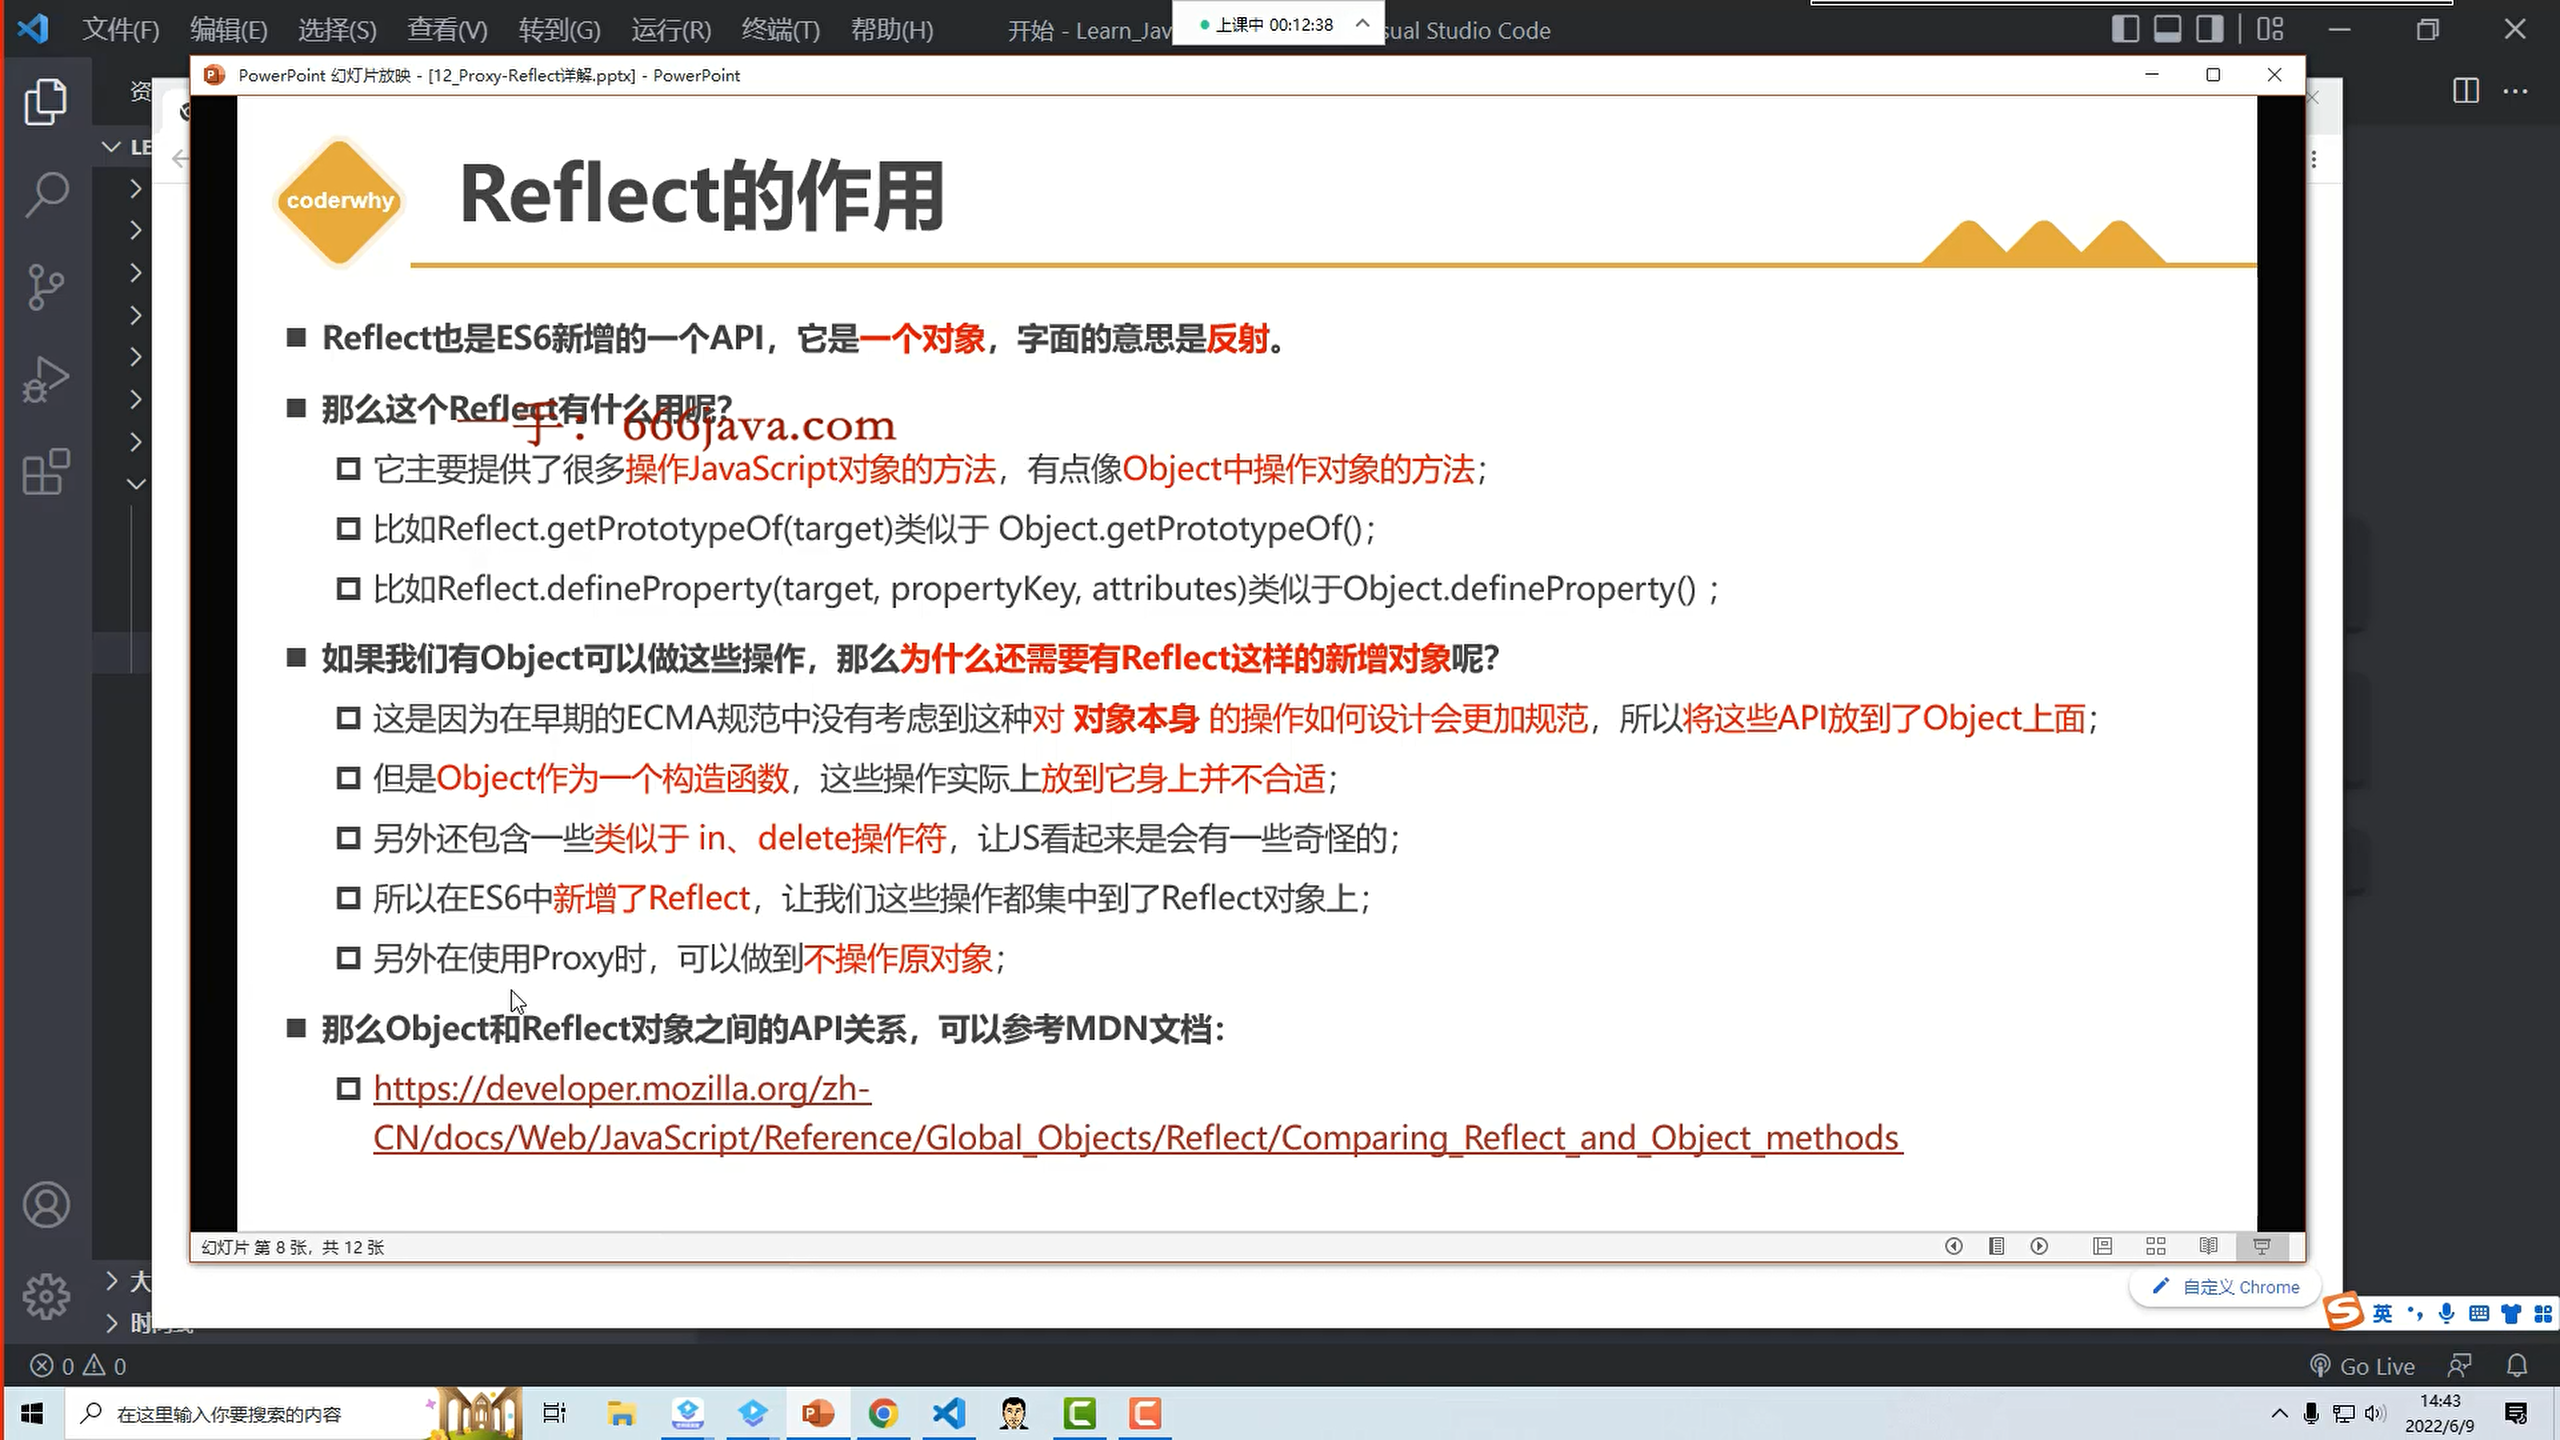 文件(F) 编辑(E) 选择(S) 查看(V) 转到(G) 运行(R) 终端(T) 帮助(H) 开始 - Learn_Jav
上课中 00:12:38
sual Studio Code
PowerPoint 幻灯片放映 - [12_Proxy-Reflect详解.pptx] - PowerPoint
资
LE
coderwhy
Reflect的作用
Reflect也是ES6新增的一个API，它是一个对象，字面的意思是反射。
那么这个Reflect有什么用呢？
一手：666java.com
它主要提供了很多操作JavaScript对象的方法，有点像Object中操作对象的方法；
比如Reflect.getPrototypeOf(target)类似于 Object.getPrototypeOf()；
比如Reflect.defineProperty(target, propertyKey, attributes)类似于Object.defineProperty() ；
如果我们有Object可以做这些操作，那么为什么还需要有Reflect这样的新增对象呢？
这是因为在早期的ECMA规范中没有考虑到这种对 对象本身 的操作如何设计会更加规范，所以将这些API放到了Object上面；
但是Object作为一个构造函数，这些操作实际上放到它身上并不合适；
另外还包含一些类似于 in、delete操作符，让JS看起来是会有一些奇怪的；
所以在ES6中新增了Reflect，让我们这些操作都集中到了Reflect对象上；
另外在使用Proxy时，可以做到不操作原对象；
那么Object和Reflect对象之间的API关系，可以参考MDN文档：
https://developer.mozilla.org/zh-
CN/docs/Web/JavaScript/Reference/Global_Objects/Reflect/Comparing_Reflect_and_Object_methods
幻灯片 第 8 张，共 12 张
大
自定义 Chrome
英
0 0
Go Live
在这里输入你要搜索的内容
14:43
2022/6/9